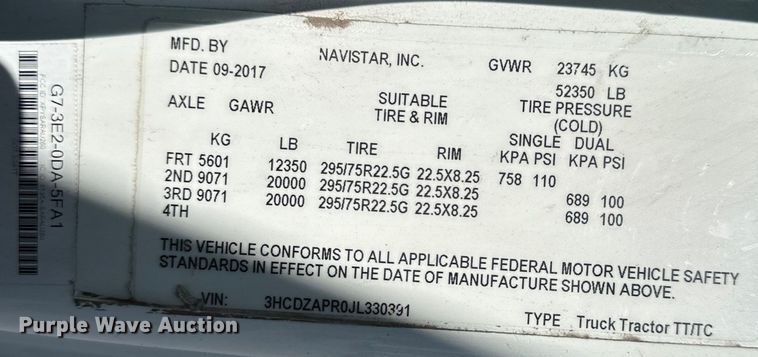 MFD. BY NAVISTAR, INC. GVWR 23745 KG
DATE 09-2017 52350 LB
AXLE GAWR SUITABLE TIRE PRESSURE
TIRE & RIM (COLD)
SINGLE DUAL
KG LB TIRE RIM KPA PSI KPA PSI
FRT 5601 12350 295/75R22.5G 22.5X8.25 758 110
2ND 9071 20000 295/75R22.5G 22.5X8.25 689 100
3RD 9071 20000 295/75R22.5G 22.5X8.25 689 100
4TH
THIS VEHICLE CONFORMS TO ALL APPLICABLE FEDERAL MOTOR VEHICLE SAFETY
STANDARDS IN EFFECT ON THE DATE OF MANUFACTURE SHOWN ABOVE.
VIN: 3HCDZAPR0JL330391 TYPE Truck Tractor TT/TC
G7-3E2-0DA-5FA1
Purple Wave Auction